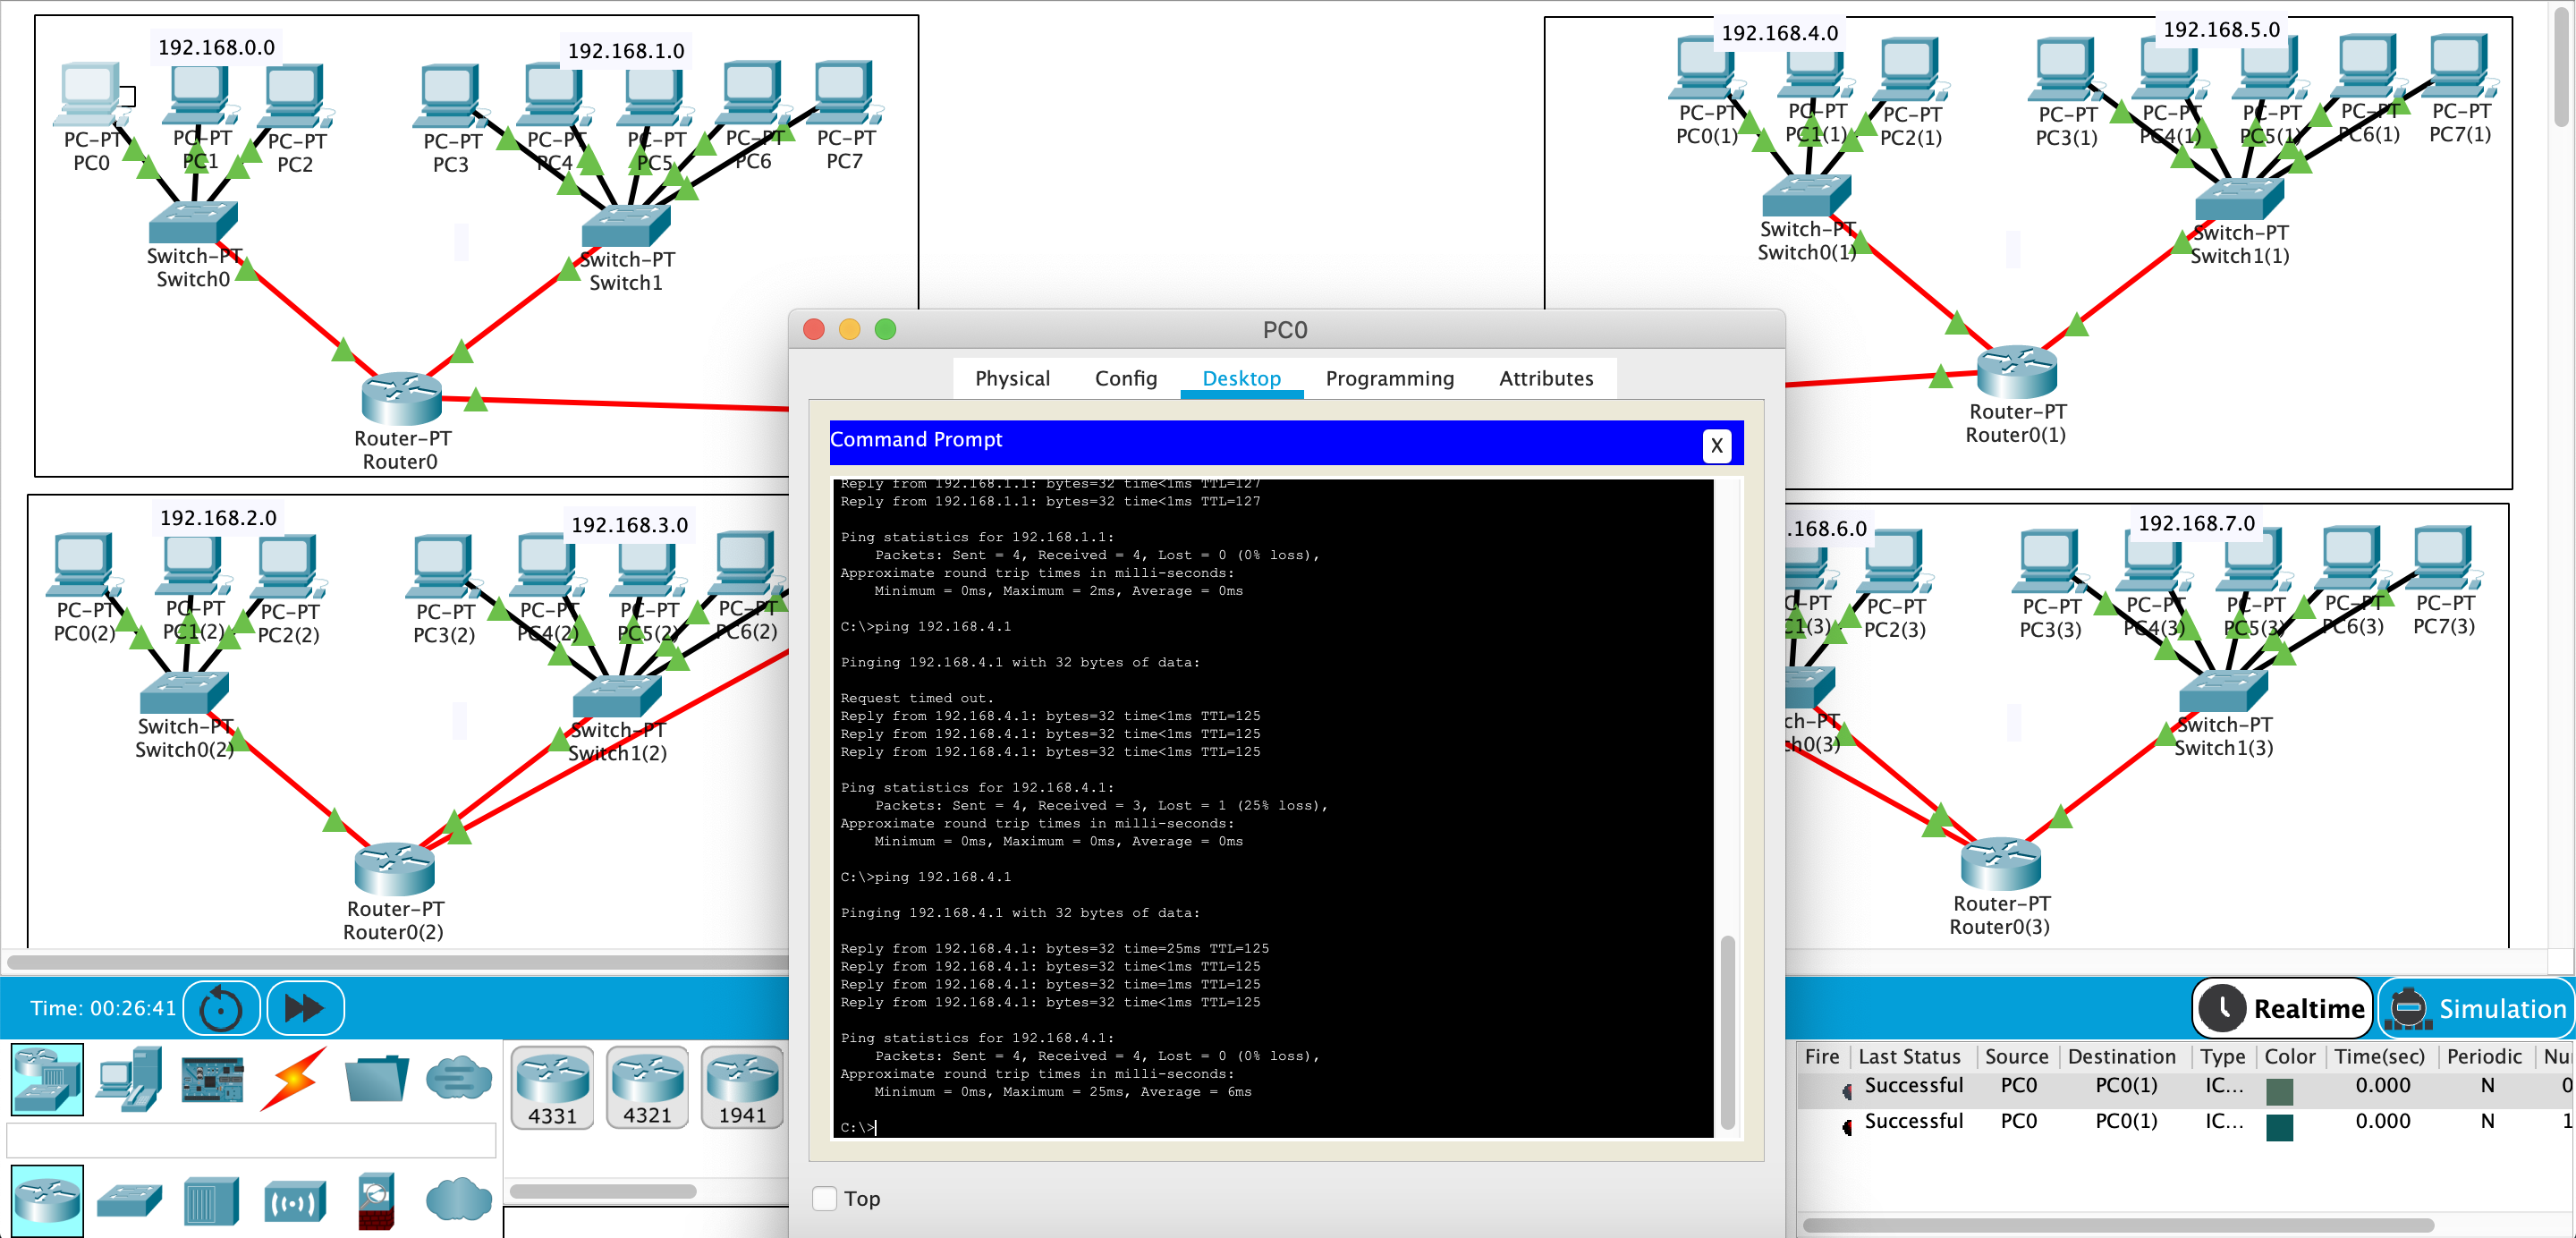 192.168.0.0
192.168.1.0
PC-PT
PC0
PC-PT
PC1
PC-PT
PC2
PC-PT
PC3
PC-PT
PC4
PC-PT
PC5
PC-PT
PC6
PC-PT
PC7
Switch-PT
Switch0
Switch-PT
Switch1
Router-PT
Router0
192.168.4.0
192.168.5.0
PC-PT
PC0(1)
PC-PT
PC1(1)
PC-PT
PC2(1)
PC-PT
PC3(1)
PC-PT
PC4(1)
PC-PT
PC5(1)
PC-PT
PC6(1)
PC-PT
PC7(1)
Switch-PT
Switch0(1)
Switch-PT
Switch1(1)
Router-PT
Router0(1)
192.168.2.0
192.168.3.0
PC-PT
PC0(2)
PC-PT
PC1(2)
PC-PT
PC2(2)
PC-PT
PC3(2)
PC-PT
PC4(2)
PC-PT
PC5(2)
PC-PT
PC6(2)
Switch-PT
Switch0(2)
Switch-PT
Switch1(2)
Router-PT
Router0(2)
PC0
Physical Config Desktop Programming Attributes
Command Prompt
X
Reply from 192.168.1.1: bytes=32 time<1ms TTL=127
Reply from 192.168.1.1: bytes=32 time<1ms TTL=127
Ping statistics for 192.168.1.1:
Packets: Sent = 4, Received = 4, Lost = 0 (0% loss),
Approximate round trip times in milli-seconds:
Minimum = 0ms, Maximum = 2ms, Average = 0ms
C:\>ping 192.168.4.1
Pinging 192.168.4.1 with 32 bytes of data:
Request timed out.
Reply from 192.168.4.1: bytes=32 time<1ms TTL=125
Reply from 192.168.4.1: bytes=32 time<1ms TTL=125
Reply from 192.168.4.1: bytes=32 time<1ms TTL=125
Ping statistics for 192.168.4.1:
Packets: Sent = 4, Received = 3, Lost = 1 (25% loss),
Approximate round trip times in milli-seconds:
Minimum = 0ms, Maximum = 0ms, Average = 0ms
C:\>ping 192.168.4.1
Pinging 192.168.4.1 with 32 bytes of data:
Reply from 192.168.4.1: bytes=32 time=25ms TTL=125
Reply from 192.168.4.1: bytes=32 time<1ms TTL=125
Reply from 192.168.4.1: bytes=32 time=1ms TTL=125
Reply from 192.168.4.1: bytes=32 time<1ms TTL=125
Ping statistics for 192.168.4.1:
Packets: Sent = 4, Received = 4, Lost = 0 (0% loss),
Approximate round trip times in milli-seconds:
Minimum = 0ms, Maximum = 25ms, Average = 6ms
C:\>
Top
.168.6.0
192.168.7.0
C-PT
C1(3)
PC-PT
PC2(3)
PC-PT
PC3(3)
PC-PT
PC4(3)
PC-PT
PC5(3)
PC-PT
PC6(3)
PC-PT
PC7(3)
ch-PT
ch0(3)
Switch-PT
Switch1(3)
Router-PT
Router0(3)
Time: 00:26:41
4331
4321
1941
Realtime Simulation
Fire Last Status Source Destination Type Color Time(sec) Periodic Nu
Successful PC0 PC0(1) IC... 0.000 N 0
Successful PC0 PC0(1) IC... 0.000 N 1